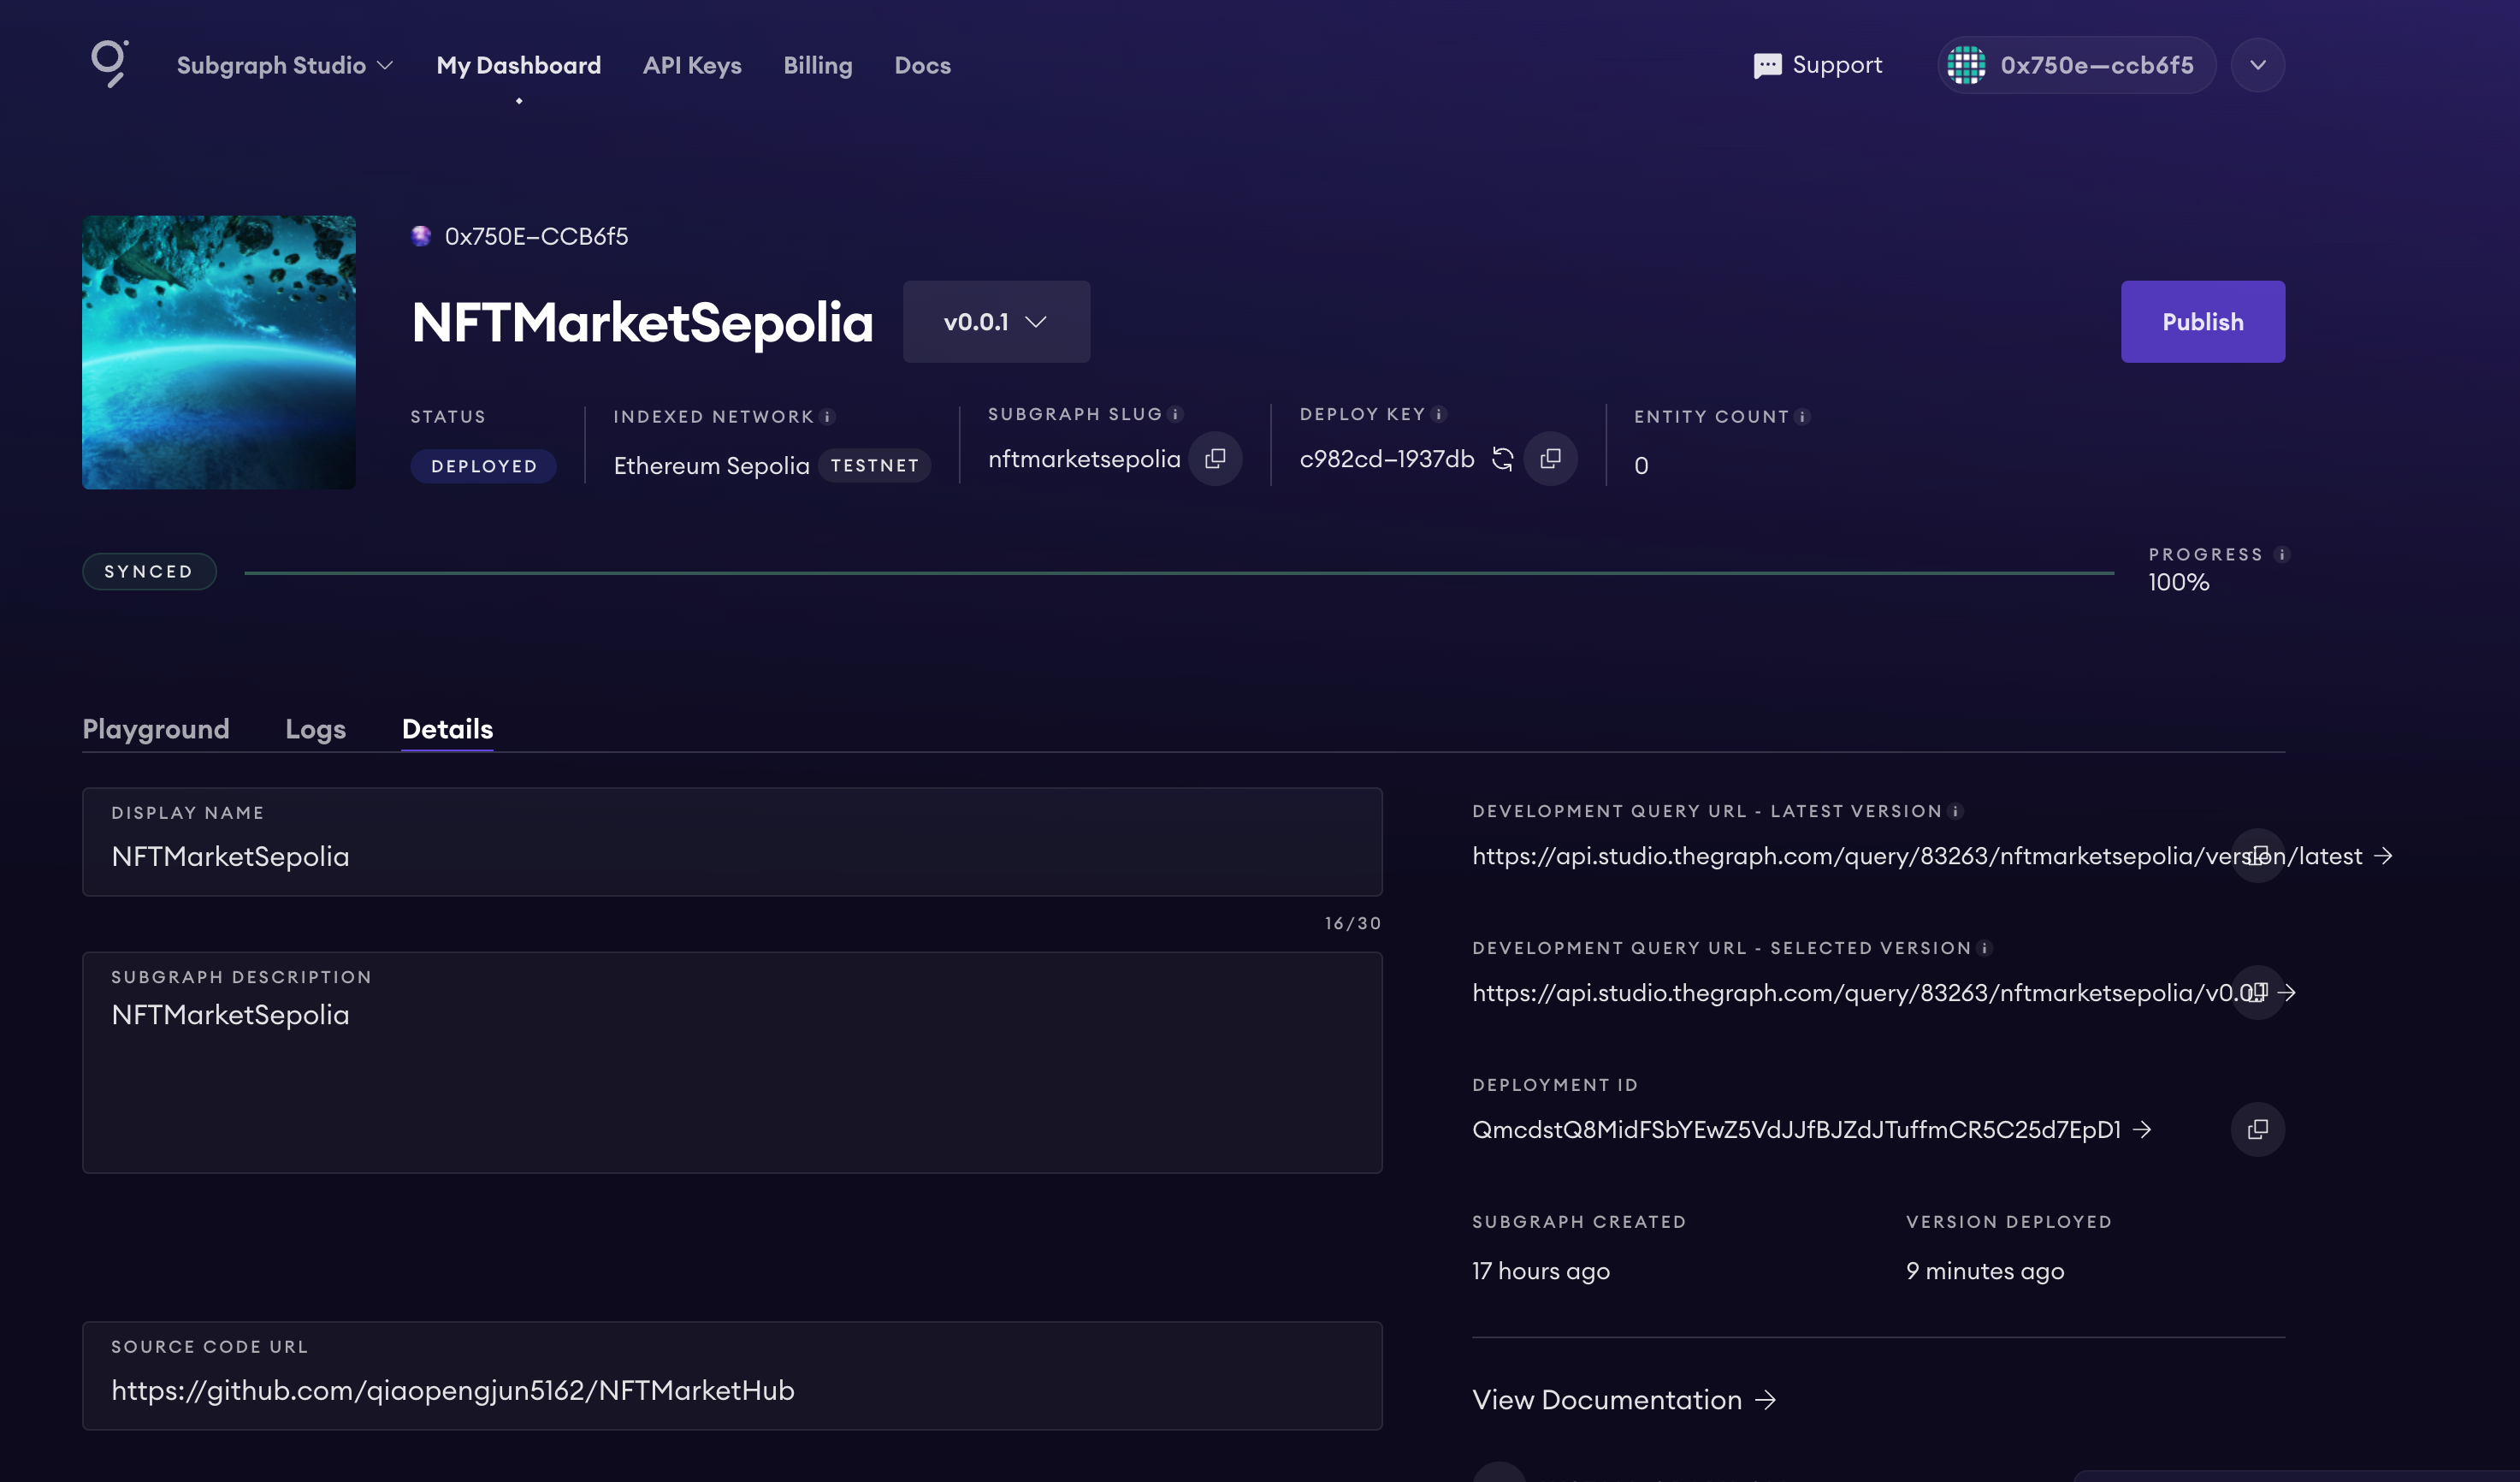 Subgraph Studio My Dashboard API Keys Billing Docs Support 0x750e—ccb6f5
0x750E—CCB6f5
NFTMarketSepolia v0.0.1 Publish
STATUS INDEXED NETWORK SUBGRAPH SLUG DEPLOY KEY ENTITY COUNT
DEPLOYED Ethereum Sepolia TESTNET nftmarketsepolia c982cd—1937db 0
SYNCED PROGRESS
100%
Playground Logs Details
DISPLAY NAME
NFTMarketSepolia
16/30
SUBGRAPH DESCRIPTION
NFTMarketSepolia
SOURCE CODE URL
https://github.com/qiaopengjun5162/NFTMarketHub
DEVELOPMENT QUERY URL - LATEST VERSION
https://api.studio.thegraph.com/query/83263/nftmarketsepolia/version/latest →
DEVELOPMENT QUERY URL - SELECTED VERSION
https://api.studio.thegraph.com/query/83263/nftmarketsepolia/v0.0.1 →
DEPLOYMENT ID
QmcdstQ8MidFSbYEwZ5VdJJfBJZdJTuffmCR5C25d7EpD1 →
SUBGRAPH CREATED VERSION DEPLOYED
17 hours ago 9 minutes ago
View Documentation →